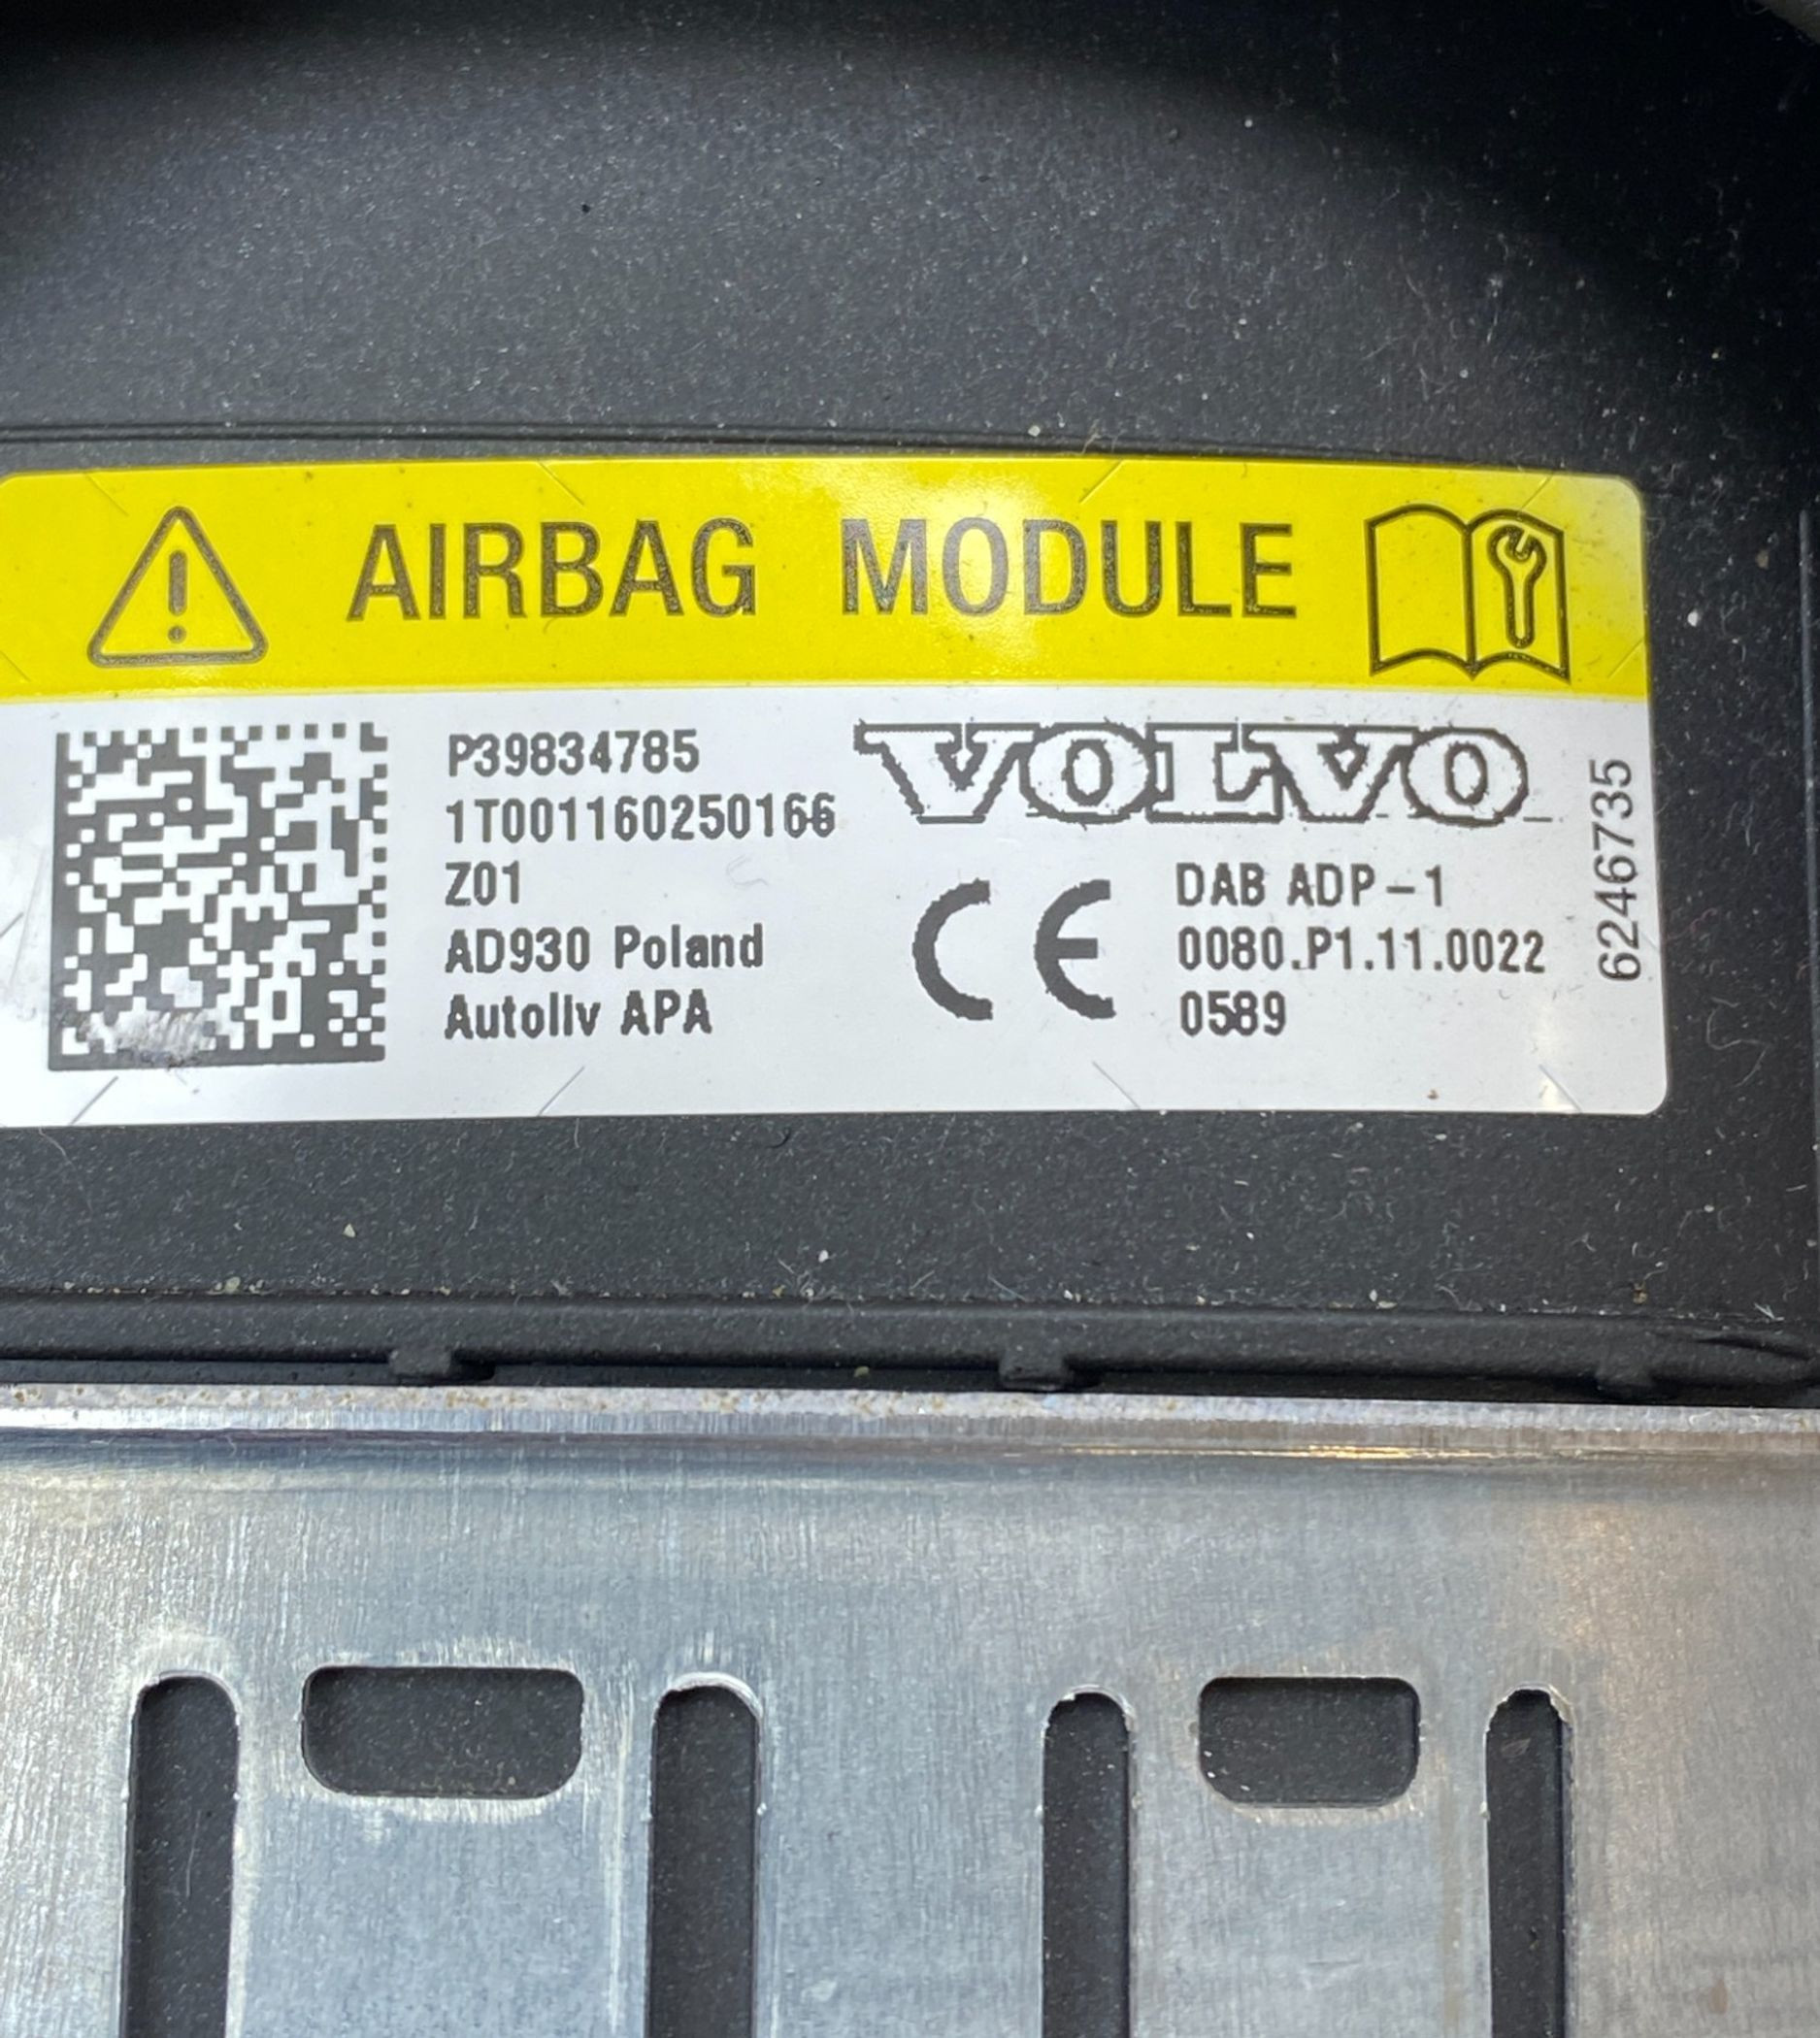 AIRBAG MODULE
P39834785
1T001160250166
Z01
AD930 Poland
Autoliv APA
VOLVO
CE
DAB ADP-1
0080.P1.11.0022
0589
6246735